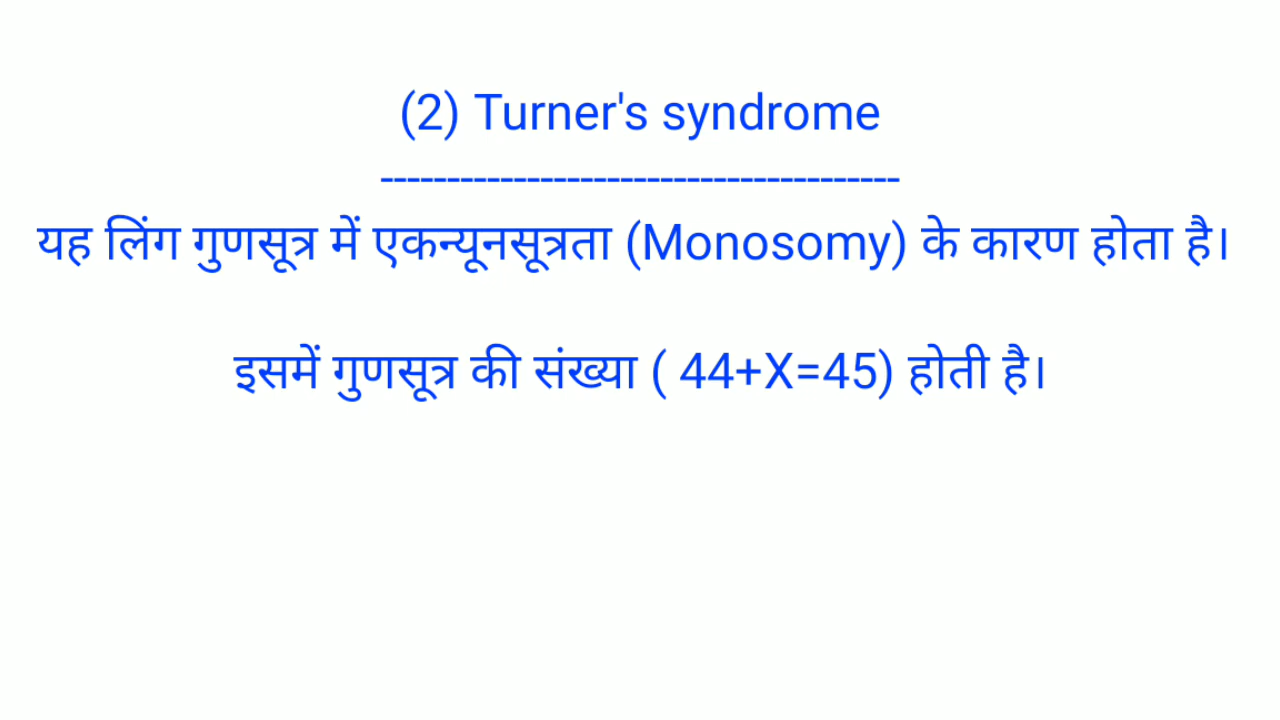 (2) Turner's syndrome
---------------------------------------
यह लिंग गुणसूत्र में एकन्यूनसूत्रता (Monosomy) के कारण होता है।
इसमें गुणसूत्र की संख्या ( 44+X=45) होती है।